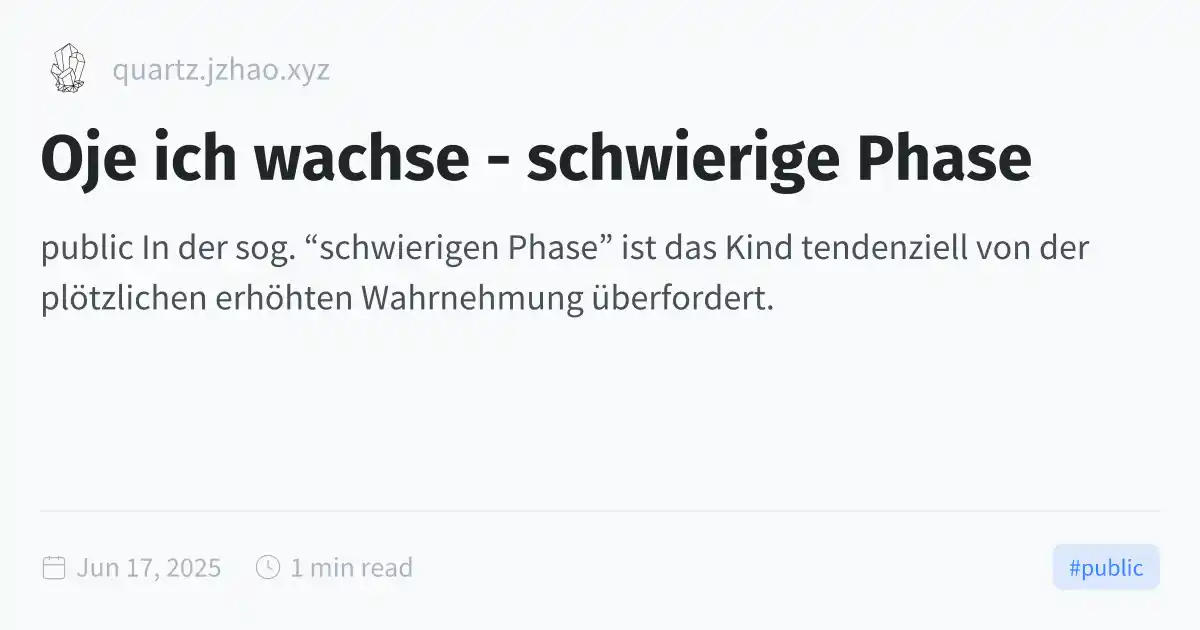 quartz.jzhao.xyz
Oje ich wachse - schwierige Phase
public In der sog. “schwierigen Phase” ist das Kind tendenziell von der
plötzlichen erhöhten Wahrnehmung überfordert.
Jun 17, 2025 1 min read #public